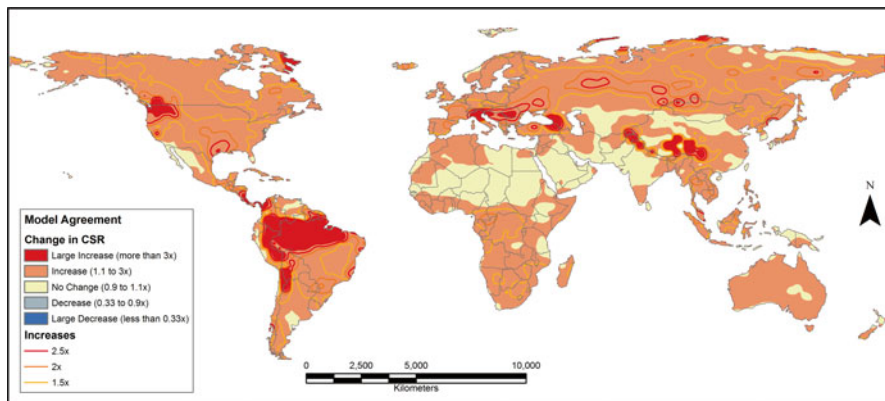 N
Model Agreement
Change in CSR
Large Increase (more than 3x)
Increase (1.1 to 3x)
No Change (0.9 to 1.1x)
Decrease (0.33 to 0.9x)
Large Decrease (less than 0.33x)
Increases
2.5x
2x
1.5x
0 2,500 5,000 10,000
Kilometers